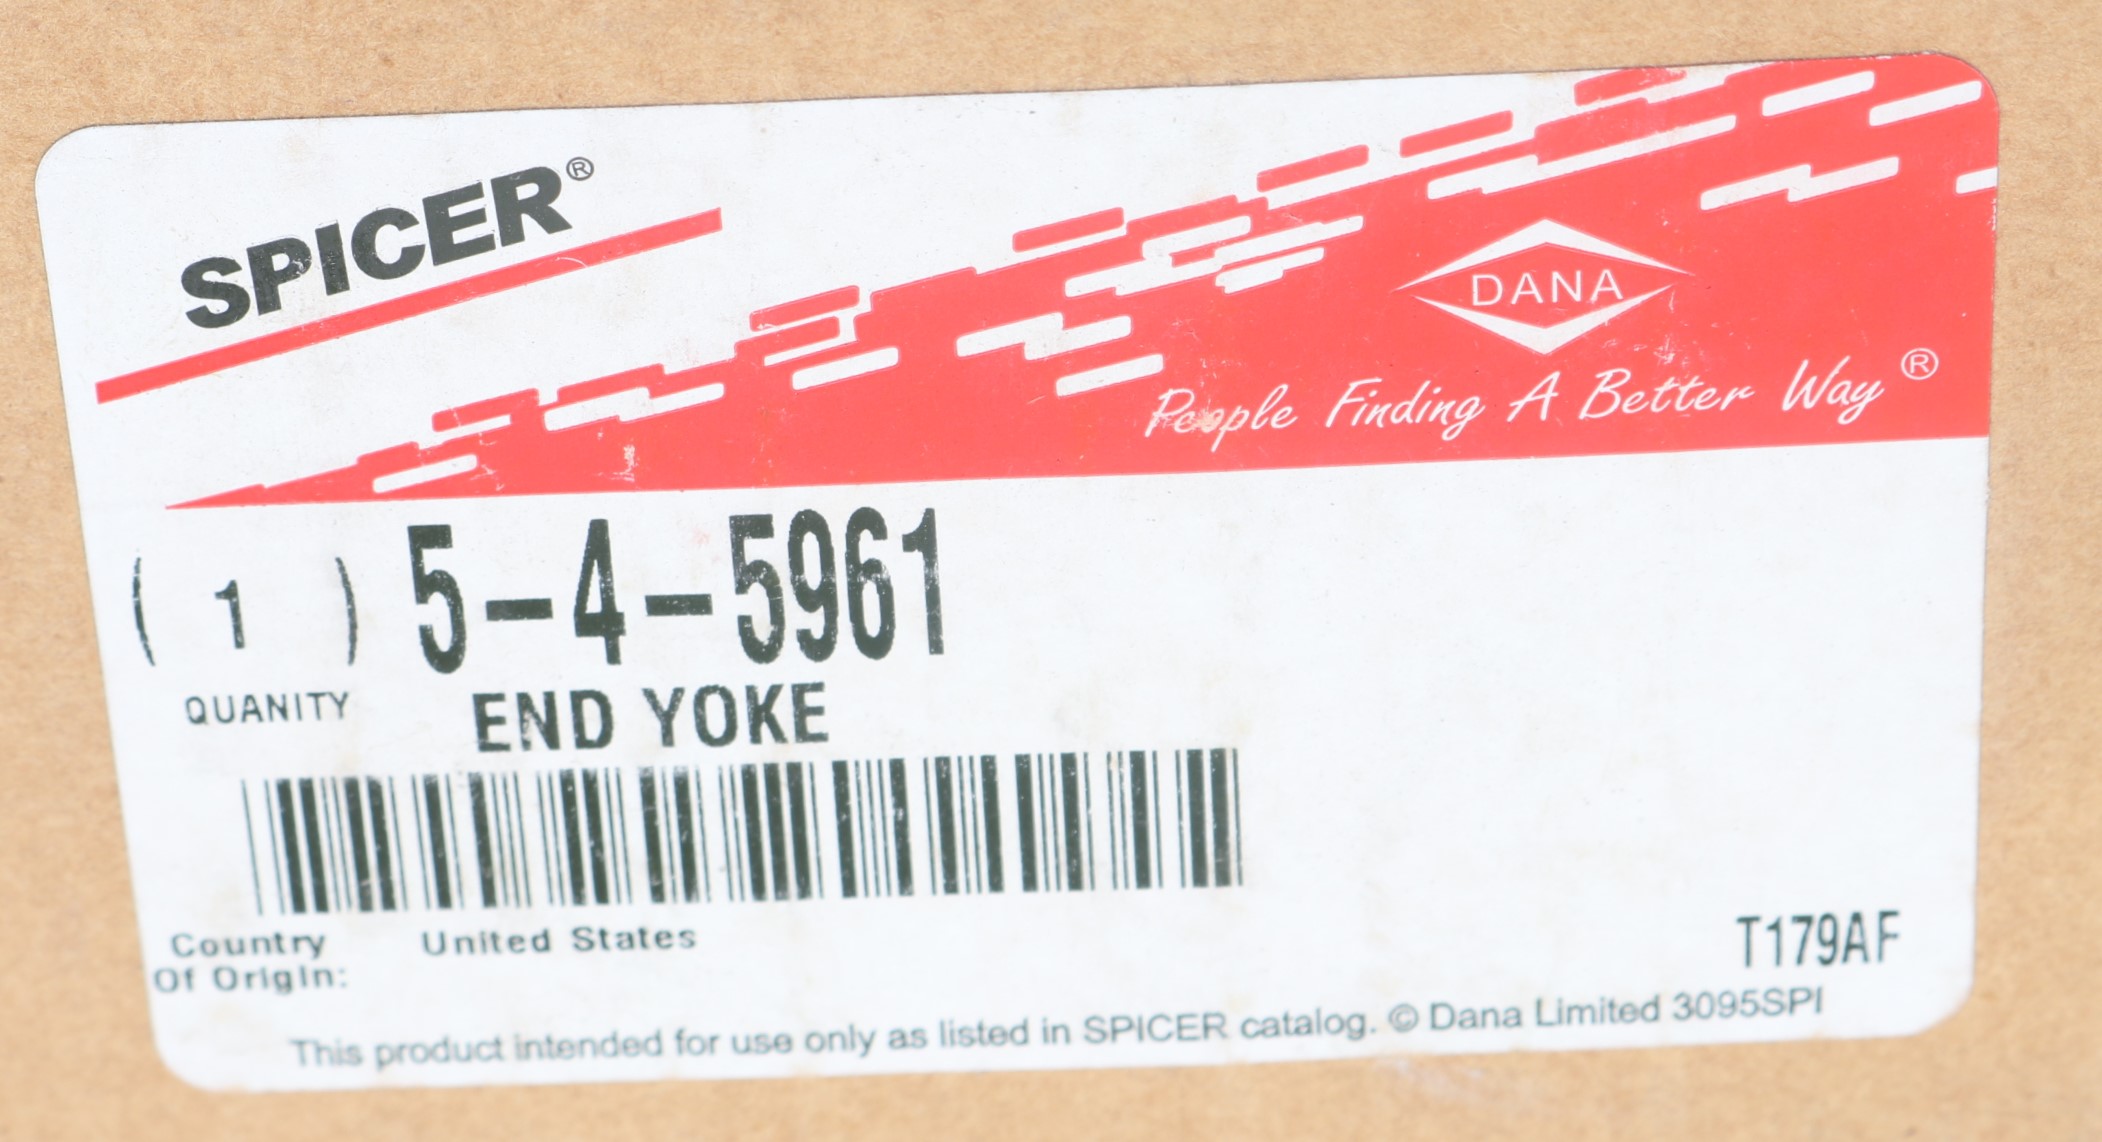 SPICER®
DANA
People Finding A Better Way ®
( 1 ) 5-4-5961
QUANITY
END YOKE
Country United States
Of Origin:
T179AF
This product intended for use only as listed in SPICER catalog. © Dana Limited 3095SPI